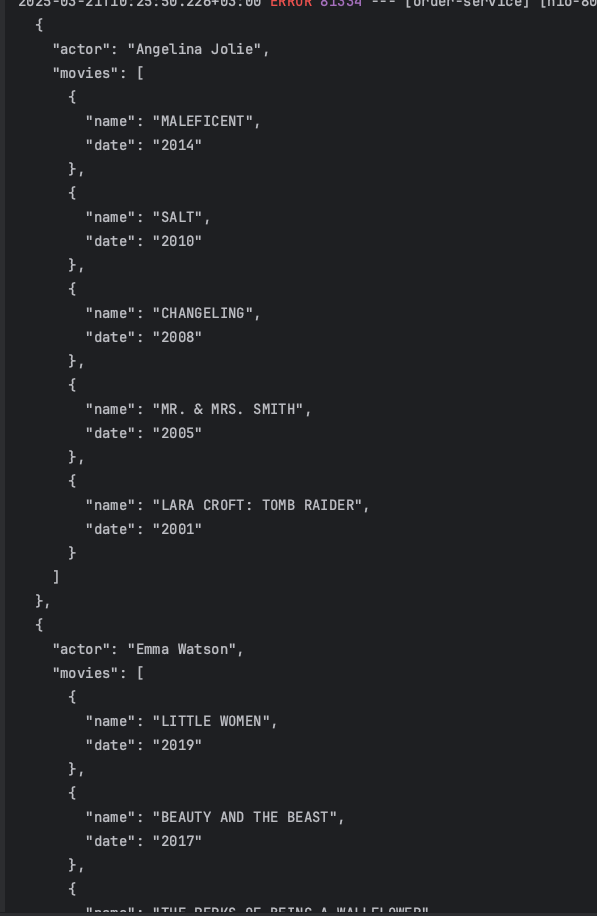 2025-03-21T10:25:50.226+03:00 ERROR 81334 --- [order-service] [nio-80
{
"actor": "Angelina Jolie",
"movies": [
{
"name": "MALEFICENT",
"date": "2014"
},
{
"name": "SALT",
"date": "2010"
},
{
"name": "CHANGELING",
"date": "2008"
},
{
"name": "MR. & MRS. SMITH",
"date": "2005"
},
{
"name": "LARA CROFT: TOMB RAIDER",
"date": "2001"
}
]
},
{
"actor": "Emma Watson",
"movies": [
{
"name": "LITTLE WOMEN",
"date": "2019"
},
{
"name": "BEAUTY AND THE BEAST",
"date": "2017"
},
{
"name": "THE PERKS OF BEING A WALLFLOWER"